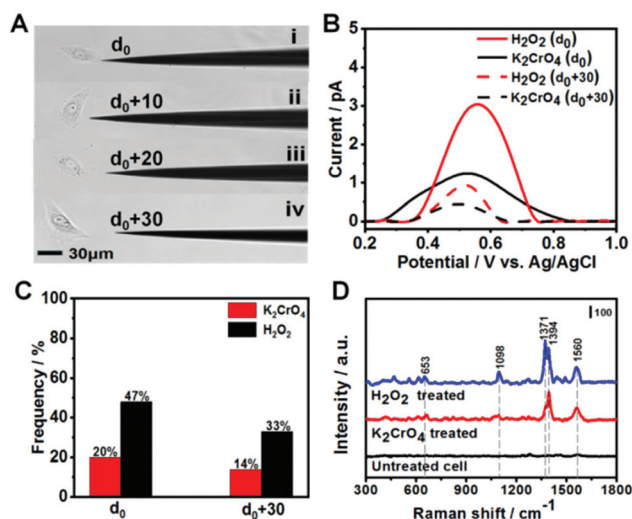 A
d₀
i
d₀+10
ii
d₀+20
iii
d₀+30
iv
30μm
B
Current / pA
5
4
3
2
1
0
H₂O₂ (d₀)
K₂CrO₄ (d₀)
H₂O₂ (d₀+30)
K₂CrO₄ (d₀+30)
0.2 0.4 0.6 0.8 1.0
Potential / V vs. Ag/AgCl
C
Frequency / %
100
80
60
40
20
0
K₂CrO₄
H₂O₂
20%
47%
14%
33%
d₀ d₀+30
D
Intensity / a.u.
100
653
1098
1371
1394
1560
H₂O₂ treated
K₂CrO₄ treated
Untreated cell
300 600 900 1200 1500 1800
Raman shift / cm⁻¹